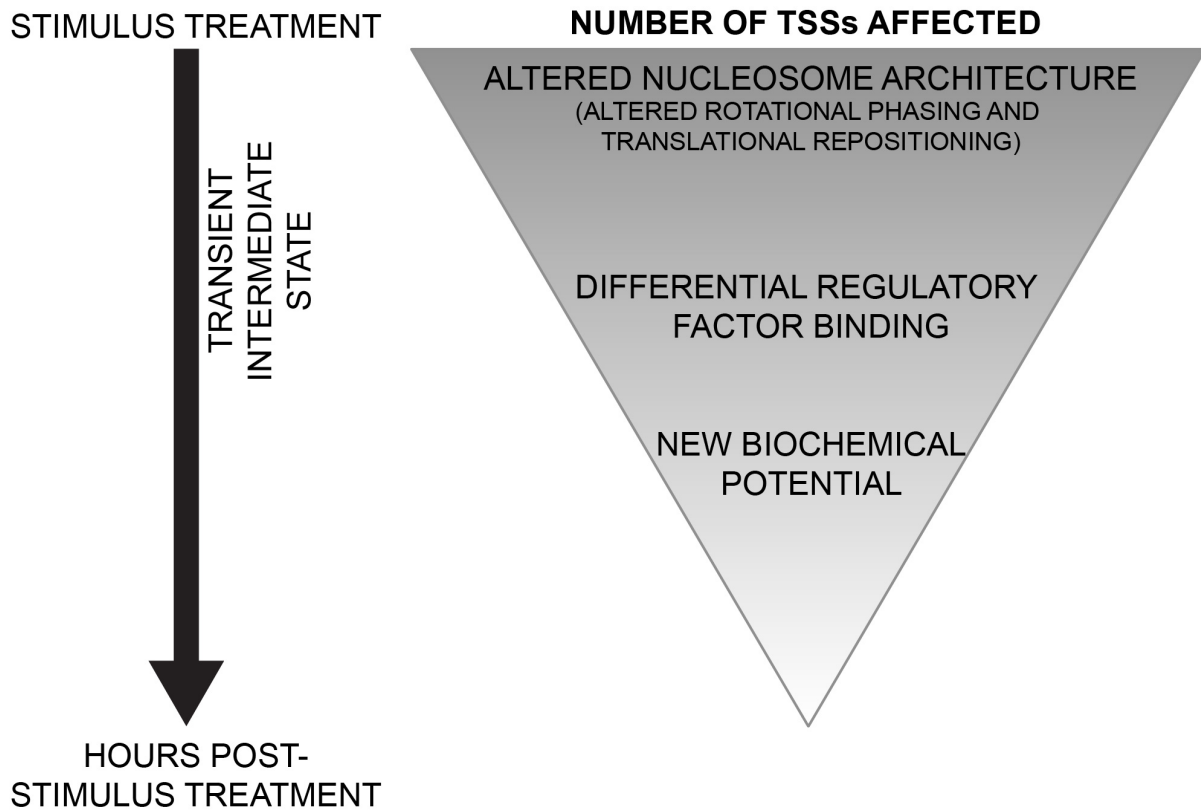 STIMULUS TREATMENT
TRANSIENT
INTERMEDIATE
STATE
HOURS POST-
STIMULUS TREATMENT
NUMBER OF TSSs AFFECTED
ALTERED NUCLEOSOME ARCHITECTURE
(ALTERED ROTATIONAL PHASING AND
TRANSLATIONAL REPOSITIONING)
DIFFERENTIAL REGULATORY
FACTOR BINDING
NEW BIOCHEMICAL
POTENTIAL